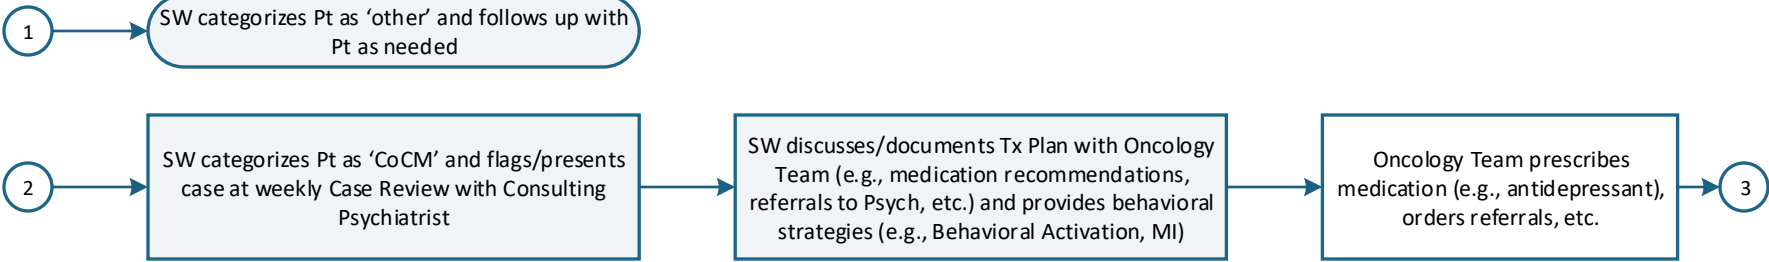 1
SW categorizes Pt as ‘other’ and follows up with
Pt as needed
2
SW categorizes Pt as ‘CoCM’ and flags/presents
case at weekly Case Review with Consulting
Psychiatrist
SW discusses/documents Tx Plan with Oncology
Team (e.g., medication recommendations,
referrals to Psych, etc.) and provides behavioral
strategies (e.g., Behavioral Activation, MI)
Oncology Team prescribes
medication (e.g., antidepressant),
orders referrals, etc.
3